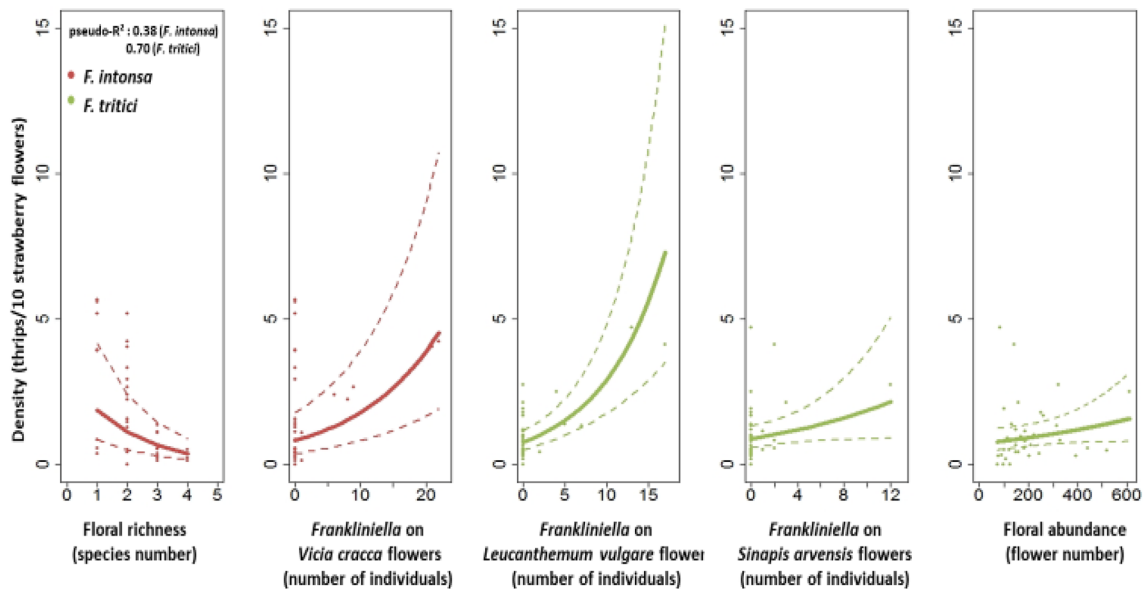 Density (thrips/10 strawberry flowers)
pseudo-R² : 0.38 (F. intonsa)
0.70 (F. tritici)
F. intonsa
F. tritici
15
10
5
0
0 1 2 3 4 5
Floral richness
(species number)
15
10
5
0
0 10 20
Frankliniella on
Vicia cracca flowers
(number of individuals)
15
10
5
0
0 5 10 15
Frankliniella on
Leucanthemum vulgare flower
(number of individuals)
15
10
5
0
0 2 4 8 12
Frankliniella on
Sinapis arvensis flowers
(number of individuals)
15
10
5
0
0 200 400 600
Floral abundance
(flower number)